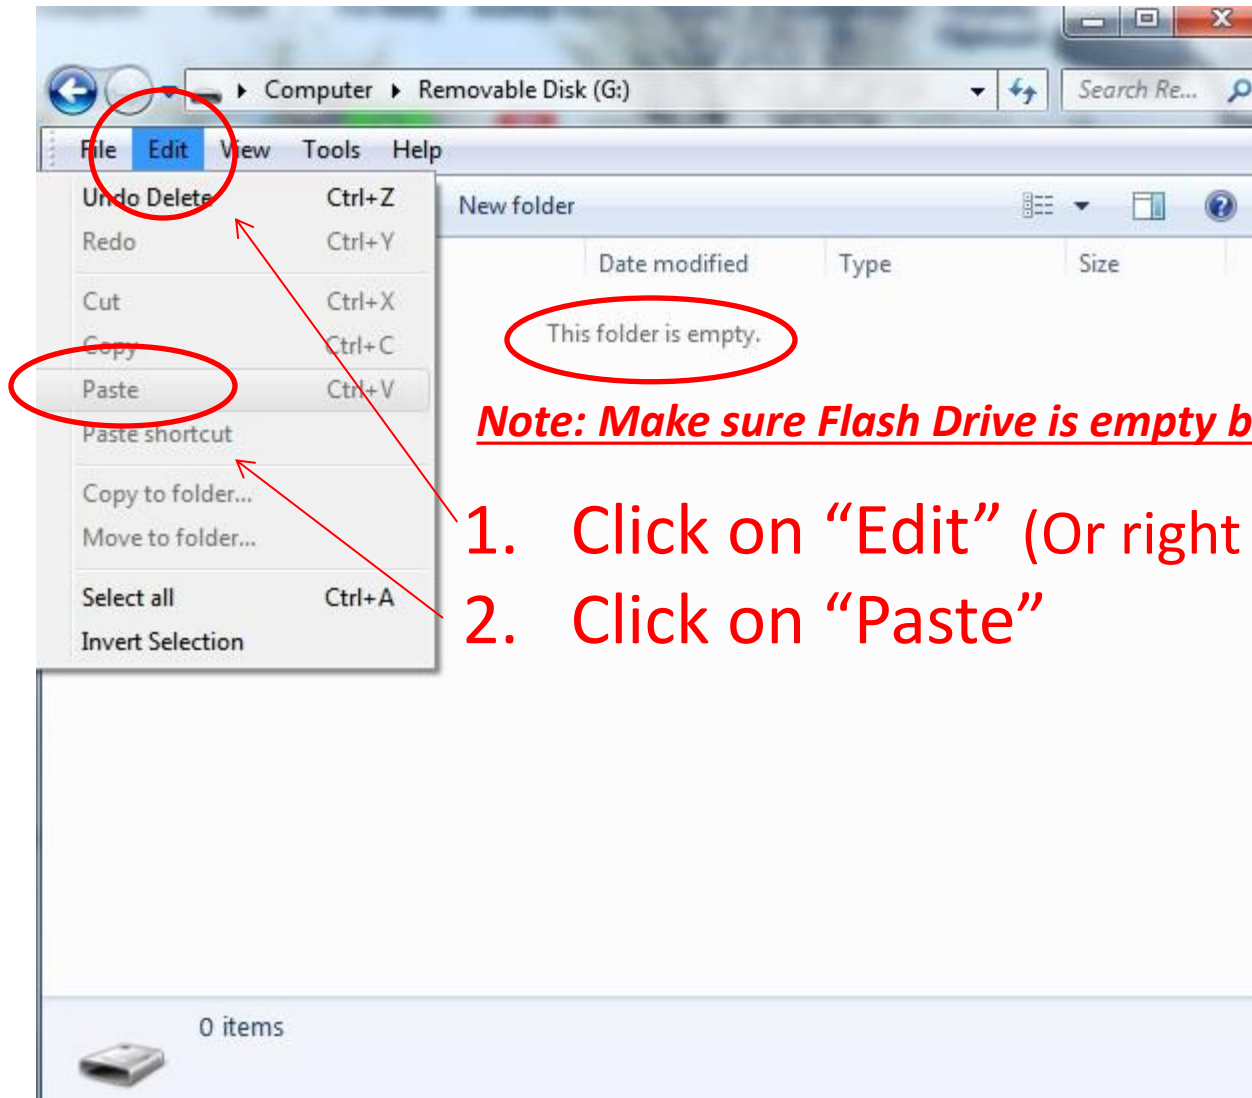 Computer Removable Disk (G:) Search Re...
File Edit View Tools Help
Undo Delete Ctrl+Z
New folder
Redo Ctrl+Y
Date modified Type Size
Cut Ctrl+X
This folder is empty.
Copy Ctrl+C
Paste Ctrl+V
Note: Make sure Flash Drive is empty b
Paste shortcut
Copy to folder...
1. Click on “Edit” (Or right
Move to folder...
Select all Ctrl+A
2. Click on “Paste”
Invert Selection
0 items